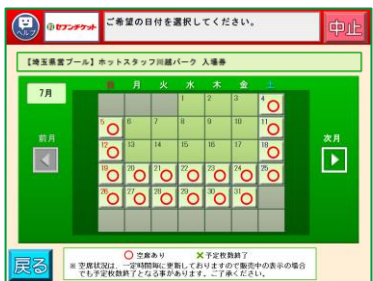 ヘルプ
セブンチケット
ご希望の日付を選択してください。
中止
【埼玉県営プール】ホットスタッフ川越パーク 入場券
7月
日 月 火 水 木 金 土
1 2 3 4
5 6 7 8 9 10 11
12 13 14 15 16 17 18
19 20 21 22 23 24 25
26 27 28 29 30 31
前月
次月
戻る
○ 空席あり × 予定枚数終了
※ 空席状況は、一定時間毎に更新しておりますので販売中の表示の場合
でも予定枚数終了となる事があります。ご了承ください。